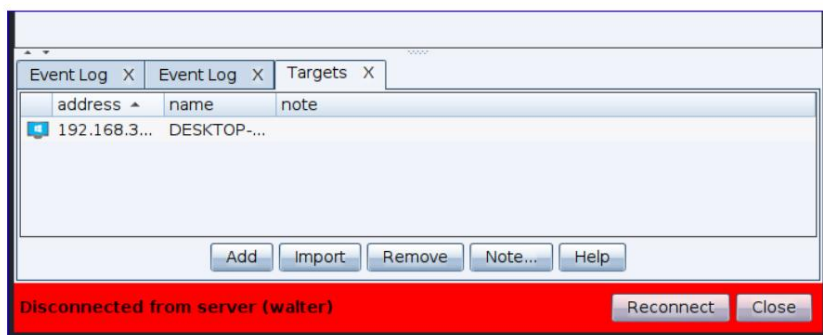 Event Log X Event Log X Targets X
address name note
192.168.3... DESKTOP-...
Add Import Remove Note... Help
Disconnected from server (walter) Reconnect Close